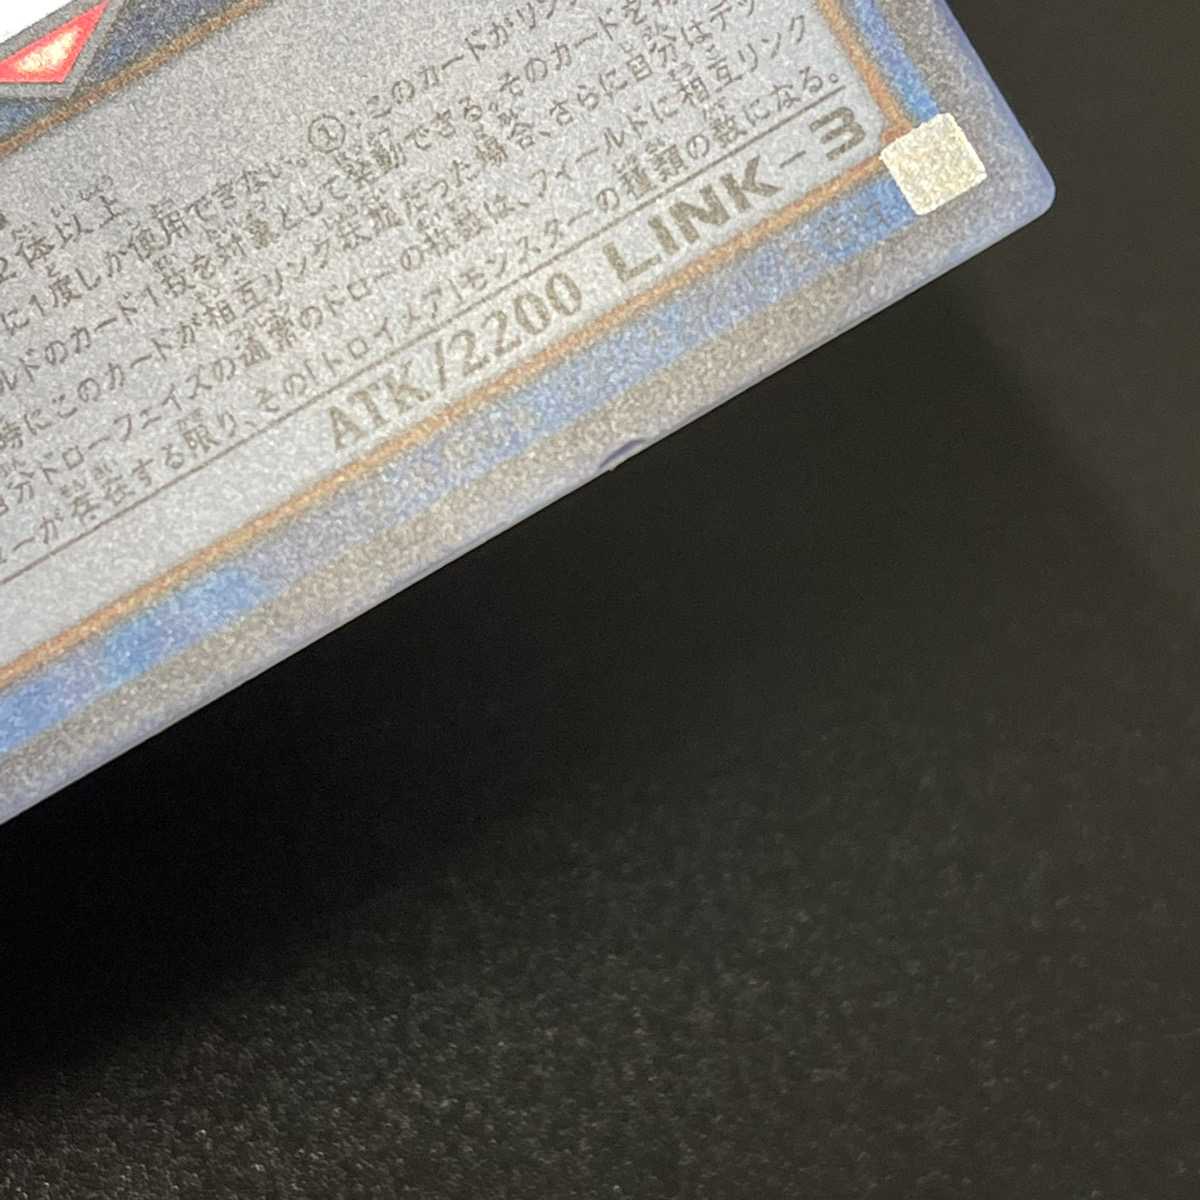 2体以上
①：このカードがリンク
に1度しか使用できない。
ルドのカード1枚を対象として発動できる。そのカードを
時にこのカードが相互リンク状態だった場合、さらに自分はデッ
自分ドローフェイズの通常のドローの枚数は、フィールドに相互リンク
ーが存在する限り、その「トロイメア」モンスターの種類の数になる。
ATK/2200 LINK-3